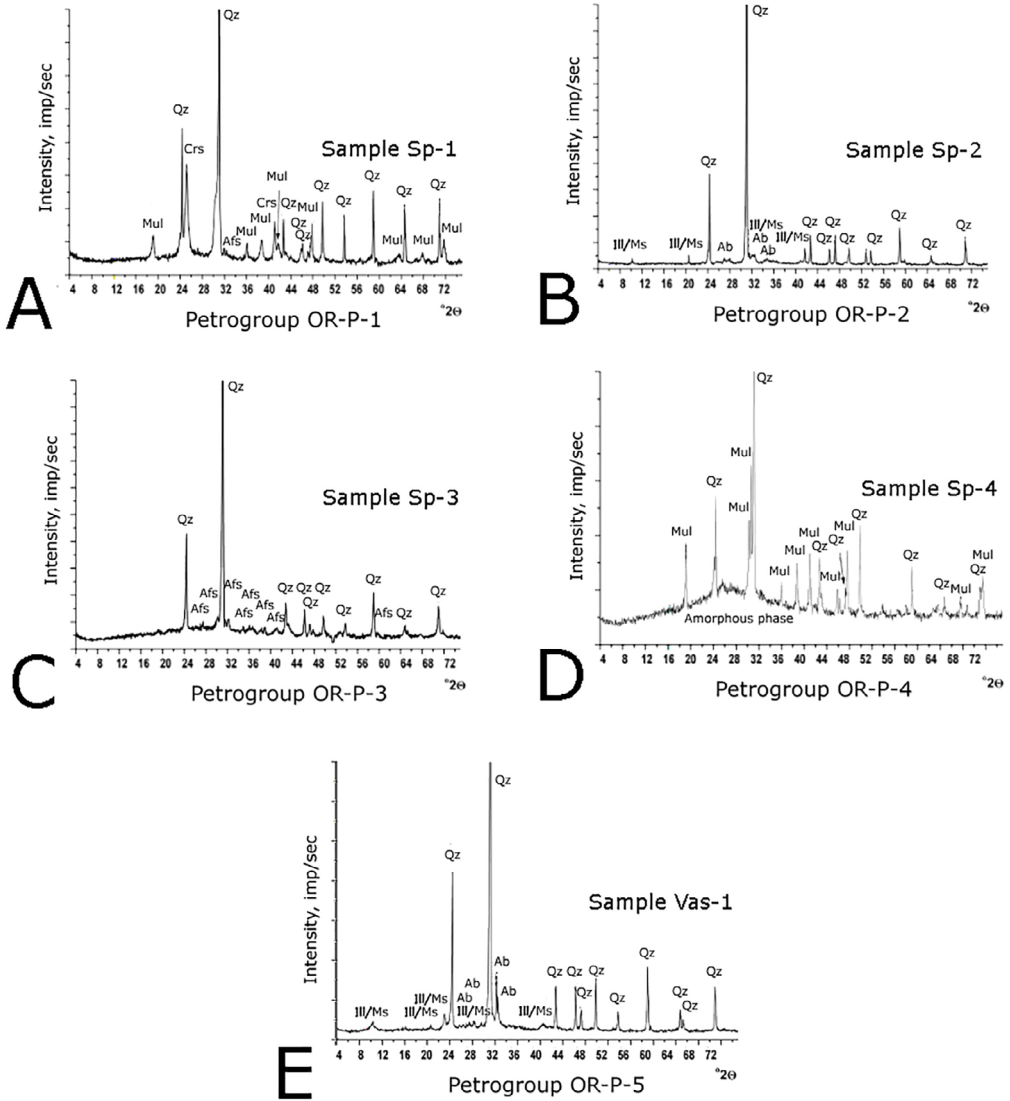 Intensity, imp/sec
Qz
Qz
Crs
Sample Sp-1
Mul
Qz
Qz
Qz
Qz
Qz
Crs
Qz
Mul
Mul
Mul
Qz
Mul
Afs
Qz
Mul
Mul
Mul
4 8 12 16 20 24 28 32 36 40 44 48 52 56 60 64 68 72
°2Θ
A
Petrogroup OR-P-1
Intensity, imp/sec
Qz
Sample Sp-2
Qz
Qz
Ill/Ms
Qz
Qz
Qz
Ill/Ms
Ill/Ms
Ab
Ab
Ill/Ms
Qz
Qz
Qz
Qz
Ab
4 8 12 16 20 24 28 32 36 40 44 48 52 56 60 64 68 72
°2Θ
B
Petrogroup OR-P-2
Intensity, imp/sec
Qz
Sample Sp-3
Qz
Qz
Afs
Afs
Afs
Qz
Qz
Qz
Qz
Afs
Afs
Qz
Qz
Afs
Afs
Afs
Qz
4 8 12 16 20 24 28 32 36 40 44 48 52 56 60 64 68 72
°2Θ
C
Petrogroup OR-P-3
Intensity, imp/sec
Qz
Mul
Sample Sp-4
Qz
Mul
Qz
Mul
Mul
Mul
Qz
Mul
Qz
Qz
Mul
Mul
Mul
Qz
Qz
Mul
Amorphous phase
4 8 12 16 20 24 28 32 36 40 44 48 52 56 60 64 68 72
°2Θ
D
Petrogroup OR-P-4
Intensity, imp/sec
Qz
Qz
Sample Vas-1
Qz
Ab
Qz
Qz
Qz
Qz
Ab
Ab
Qz
Qz
Ill/Ms
Ab
Qz
Qz
Ill/Ms
Ill/Ms
Ill/Ms
Ill/Ms
4 8 12 16 20 24 28 32 36 40 44 48 52 56 60 64 68 72
°2Θ
E
Petrogroup OR-P-5